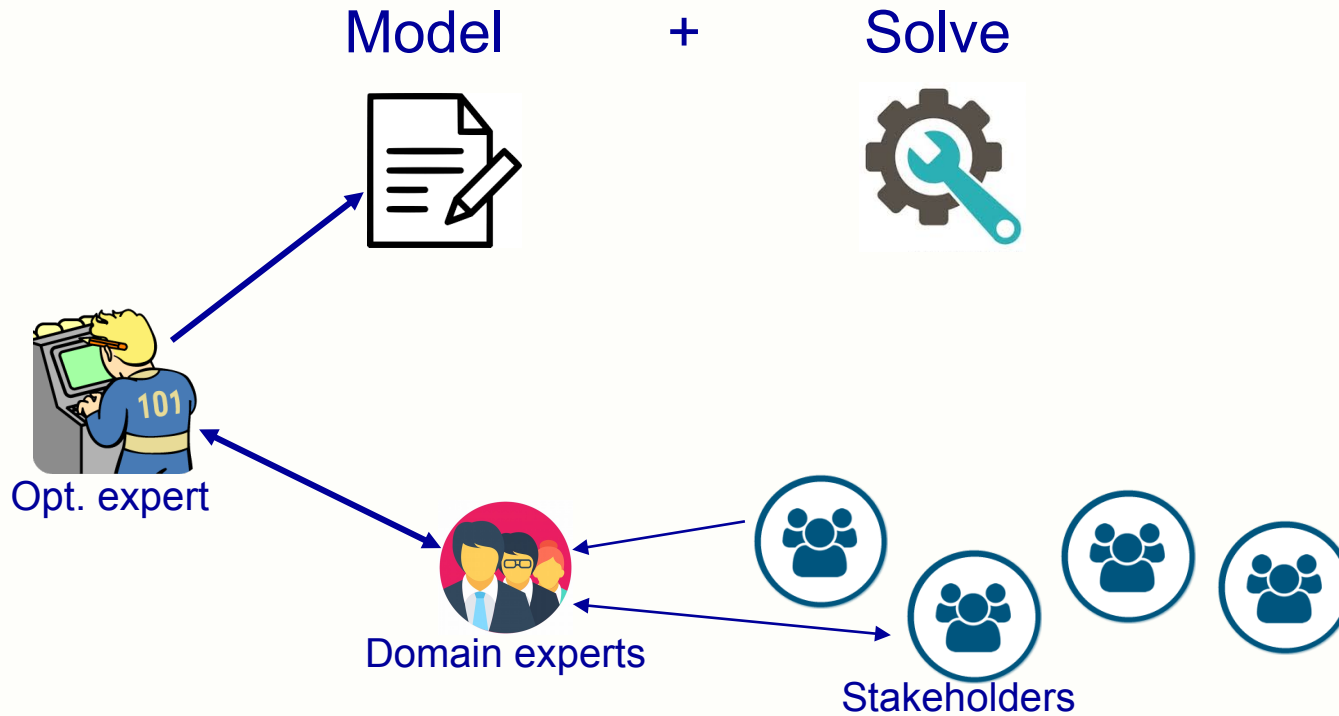 Model + Solve
101
Opt. expert
Domain experts
Stakeholders